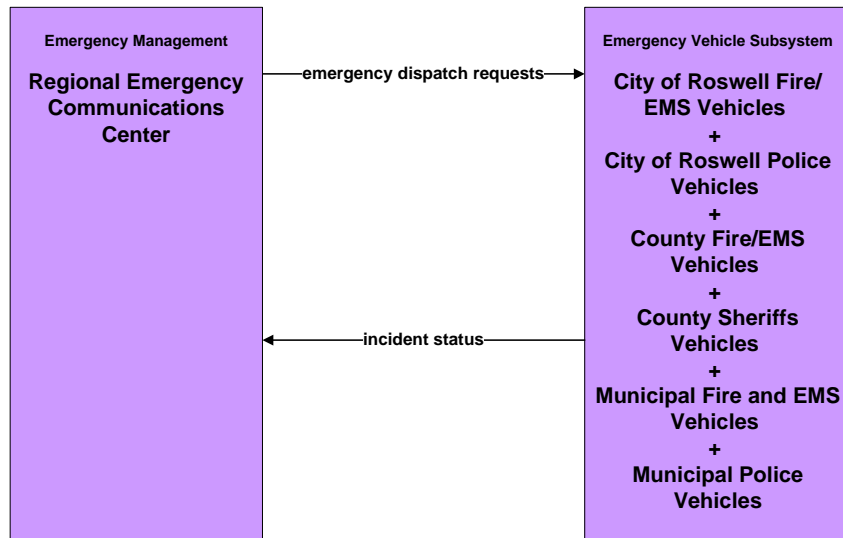 Emergency Management
Regional Emergency
Communications
Center
emergency dispatch requests
incident status
Emergency Vehicle Subsystem
City of Roswell Fire/
EMS Vehicles
+
City of Roswell Police
Vehicles
+
County Fire/EMS
Vehicles
+
County Sheriffs
Vehicles
+
Municipal Fire and EMS
Vehicles
+
Municipal Police
Vehicles